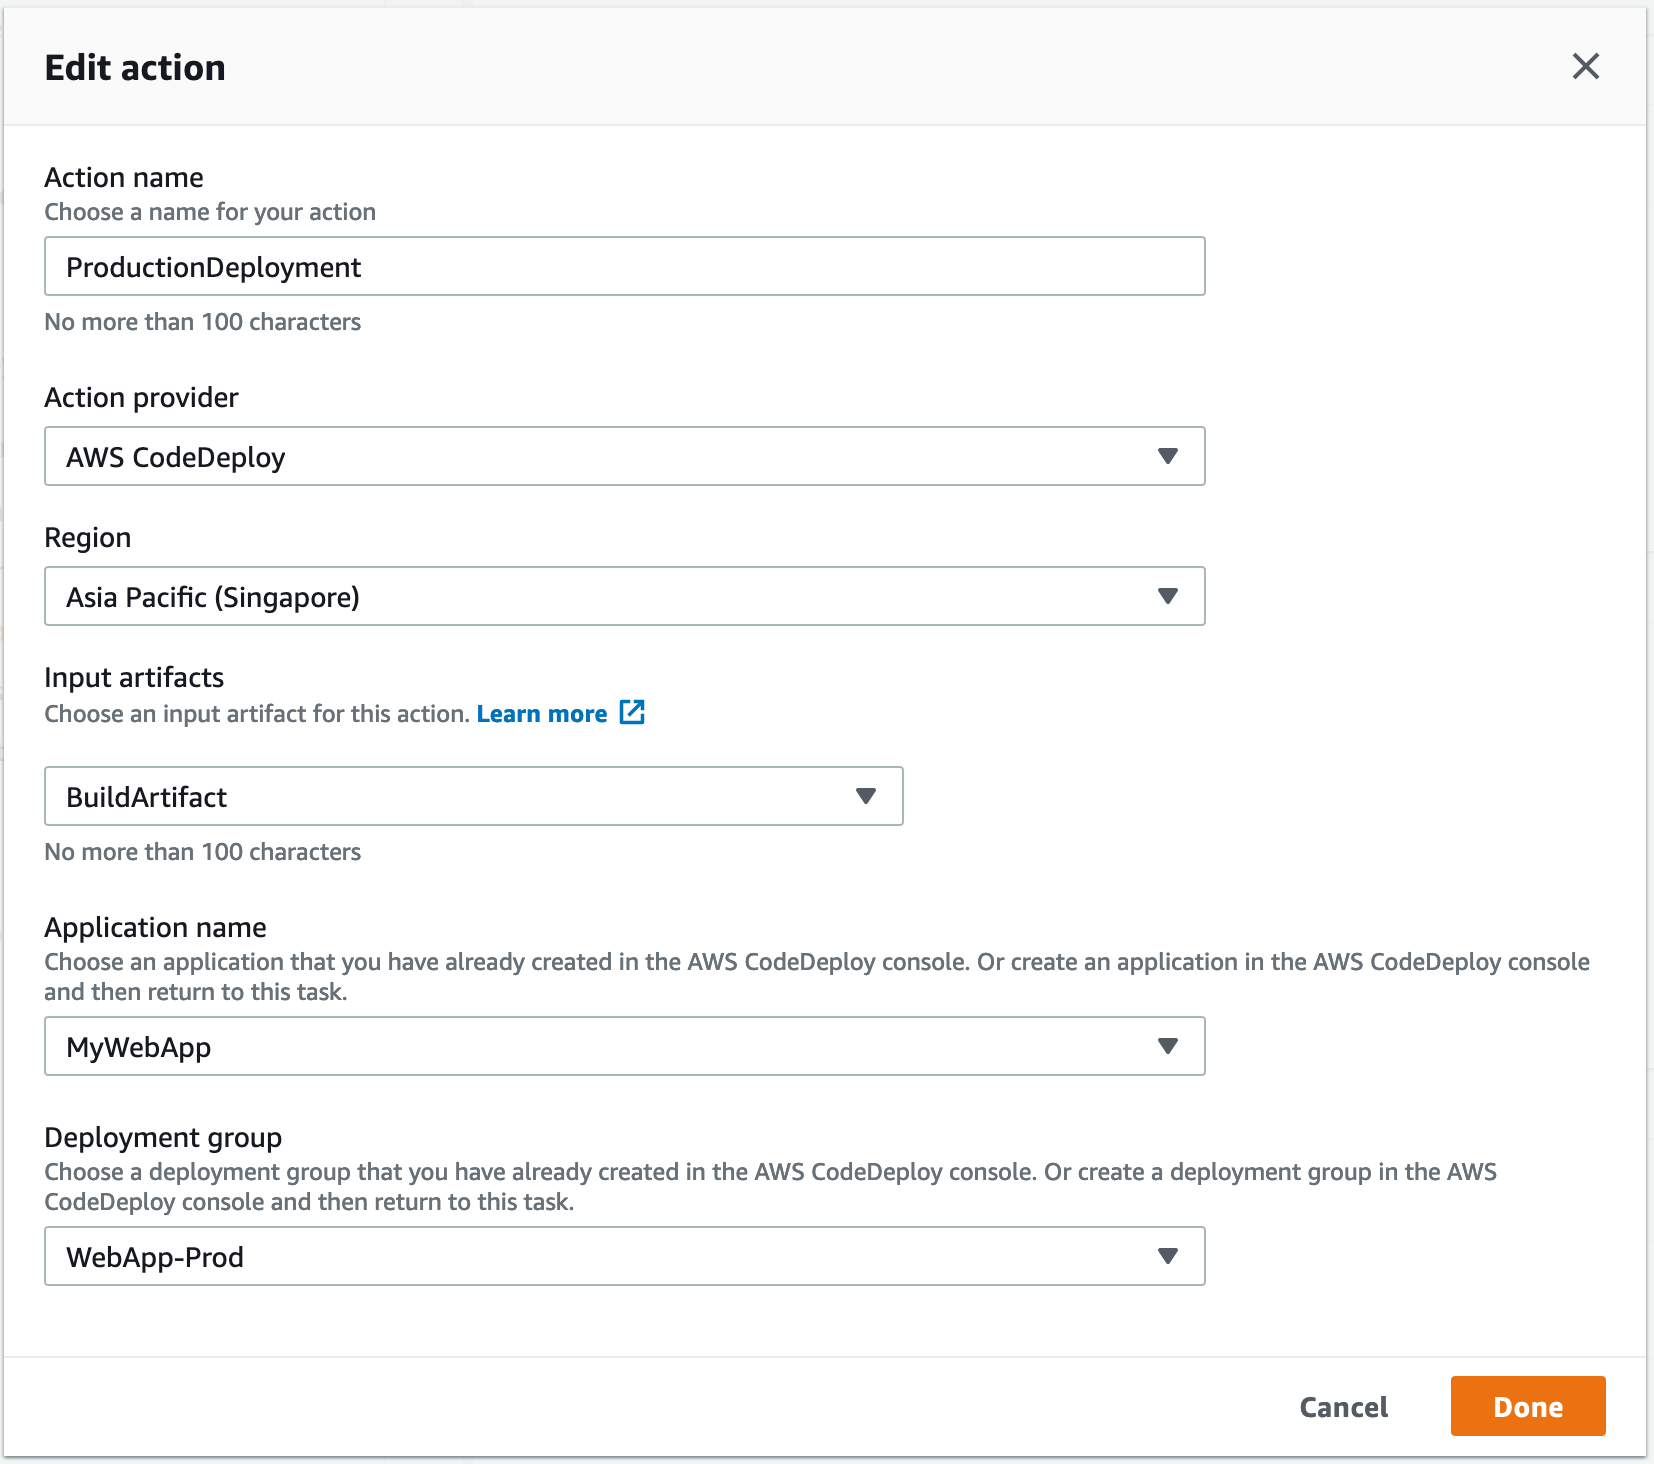 Edit action
Action name
Choose a name for your action
ProductionDeployment
No more than 100 characters
Action provider
AWS CodeDeploy
Region
Asia Pacific (Singapore)
Input artifacts
Choose an input artifact for this action. Learn more
BuildArtifact
No more than 100 characters
Application name
Choose an application that you have already created in the AWS CodeDeploy console. Or create an application in the AWS CodeDeploy console
and then return to this task.
MyWebApp
Deployment group
Choose a deployment group that you have already created in the AWS CodeDeploy console. Or create a deployment group in the AWS
CodeDeploy console and then return to this task.
WebApp-Prod
Cancel
Done